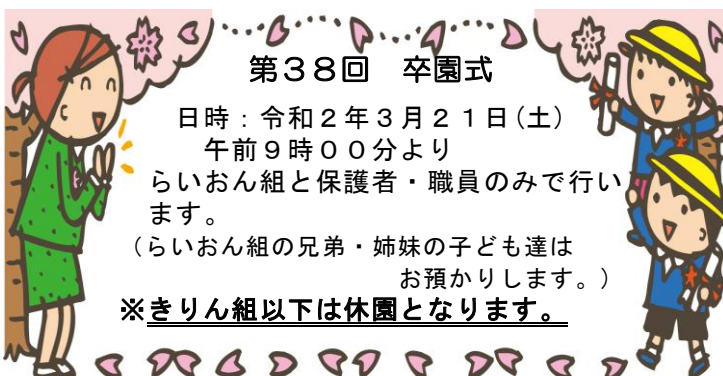 第３８回　卒園式
日時：令和２年３月２１日(土)
午前９時００分より
らいおん組と保護者・職員のみで行い
ます。
（らいおん組の兄弟・姉妹の子ども達は
お預かりします。）
※きりん組以下は休園となります。